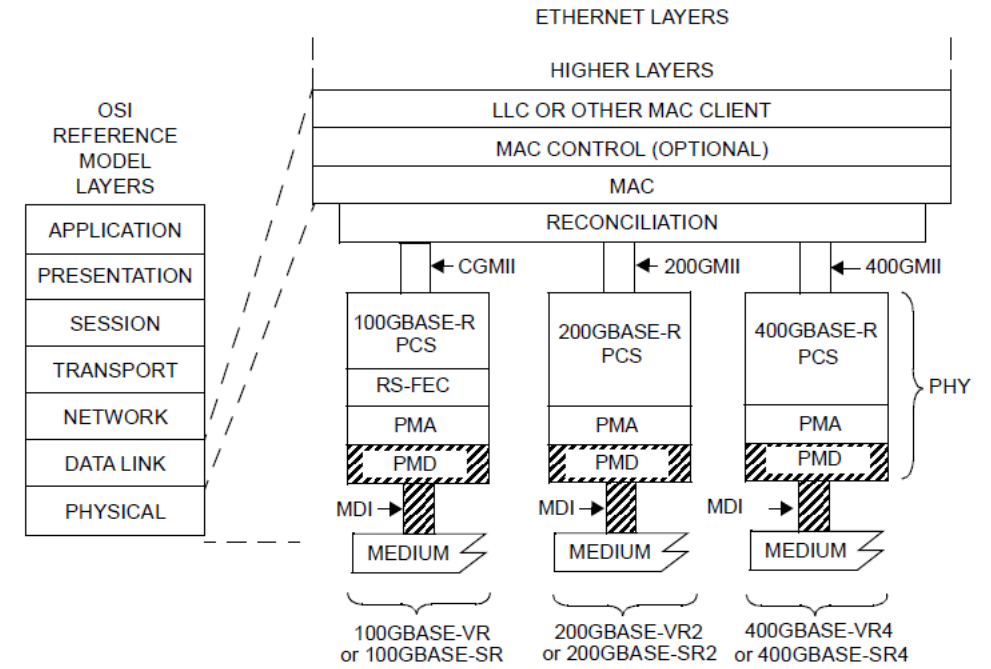 ETHERNET LAYERS
HIGHER LAYERS
LLC OR OTHER MAC CLIENT
MAC CONTROL (OPTIONAL)
MAC
RECONCILIATION
OSI
REFERENCE
MODEL
LAYERS
APPLICATION
PRESENTATION
SESSION
TRANSPORT
NETWORK
DATA LINK
PHYSICAL
CGMII
200GMII
400GMII
100GBASE-R
PCS
RS-FEC
PMA
PMD
MDI
MEDIUM
100GBASE-VR
or 100GBASE-SR
200GBASE-R
PCS
PMA
PMD
MDI
MEDIUM
200GBASE-VR2
or 200GBASE-SR2
400GBASE-R
PCS
PMA
PMD
MDI
MEDIUM
400GBASE-VR4
or 400GBASE-SR4
PHY